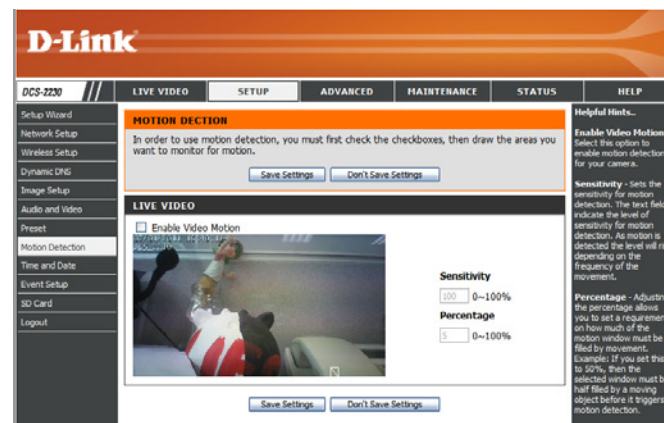 D-Link
DCS-2230
LIVE VIDEO
SETUP
ADVANCED
MAINTENANCE
STATUS
HELP
Setup Wizard
Network Setup
Wireless Setup
Dynamic DNS
Image Setup
Audio and Video
Preset
Motion Detection
Time and Date
Event Setup
SD Card
Logout
MOTION DECTION
In order to use motion detection, you must first check the checkboxes, then draw the areas you
want to monitor for motion.
Save Settings
Don't Save Settings
LIVE VIDEO
Enable Video Motion
Sensitivity
100 0~100%
Percentage
5 0~100%
Save Settings
Don't Save Settings
Helpful Hints..
Enable Video Motion
Select this option to
enable motion detection
for your camera.
Sensitivity - Sets the
sensitivity for motion
detection. The text field
indicate the level of
sensitivity for motion
detection. As motion is
detected the level will
depending on the
frequency of the
movement.
Percentage -
the percentage allows
you to set a
on how much of the
motion window must be
filled by movement.
Example: If you set this
to 50%, then the
selected window must
half filled by a moving
object before it triggers
motion detection.